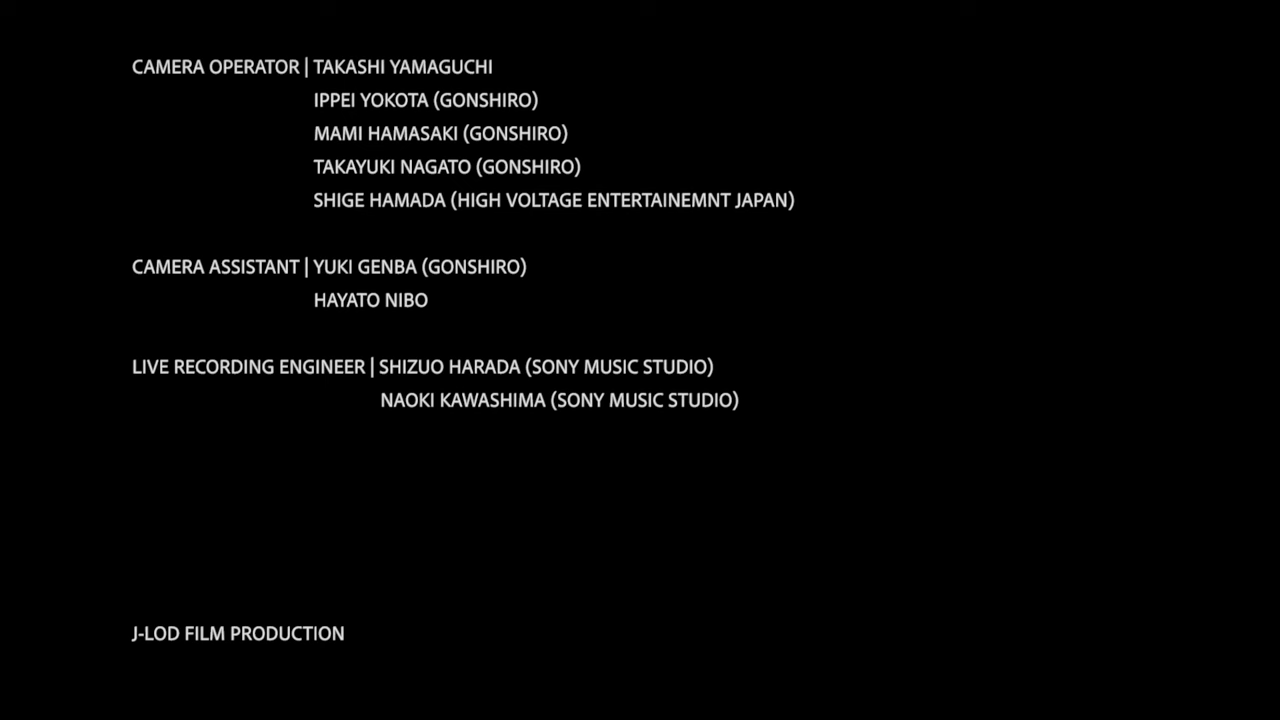 CAMERA OPERATOR | TAKASHI YAMAGUCHI
IPPEI YOKOTA (GONSHIRO)
MAMI HAMASAKI (GONSHIRO)
TAKAYUKI NAGATO (GONSHIRO)
SHIGE HAMADA (HIGH VOLTAGE ENTERTAINEMNT JAPAN)
CAMERA ASSISTANT | YUKI GENBA (GONSHIRO)
HAYATO NIBO
LIVE RECORDING ENGINEER | SHIZUO HARADA (SONY MUSIC STUDIO)
NAOKI KAWASHIMA (SONY MUSIC STUDIO)
J-LOD FILM PRODUCTION